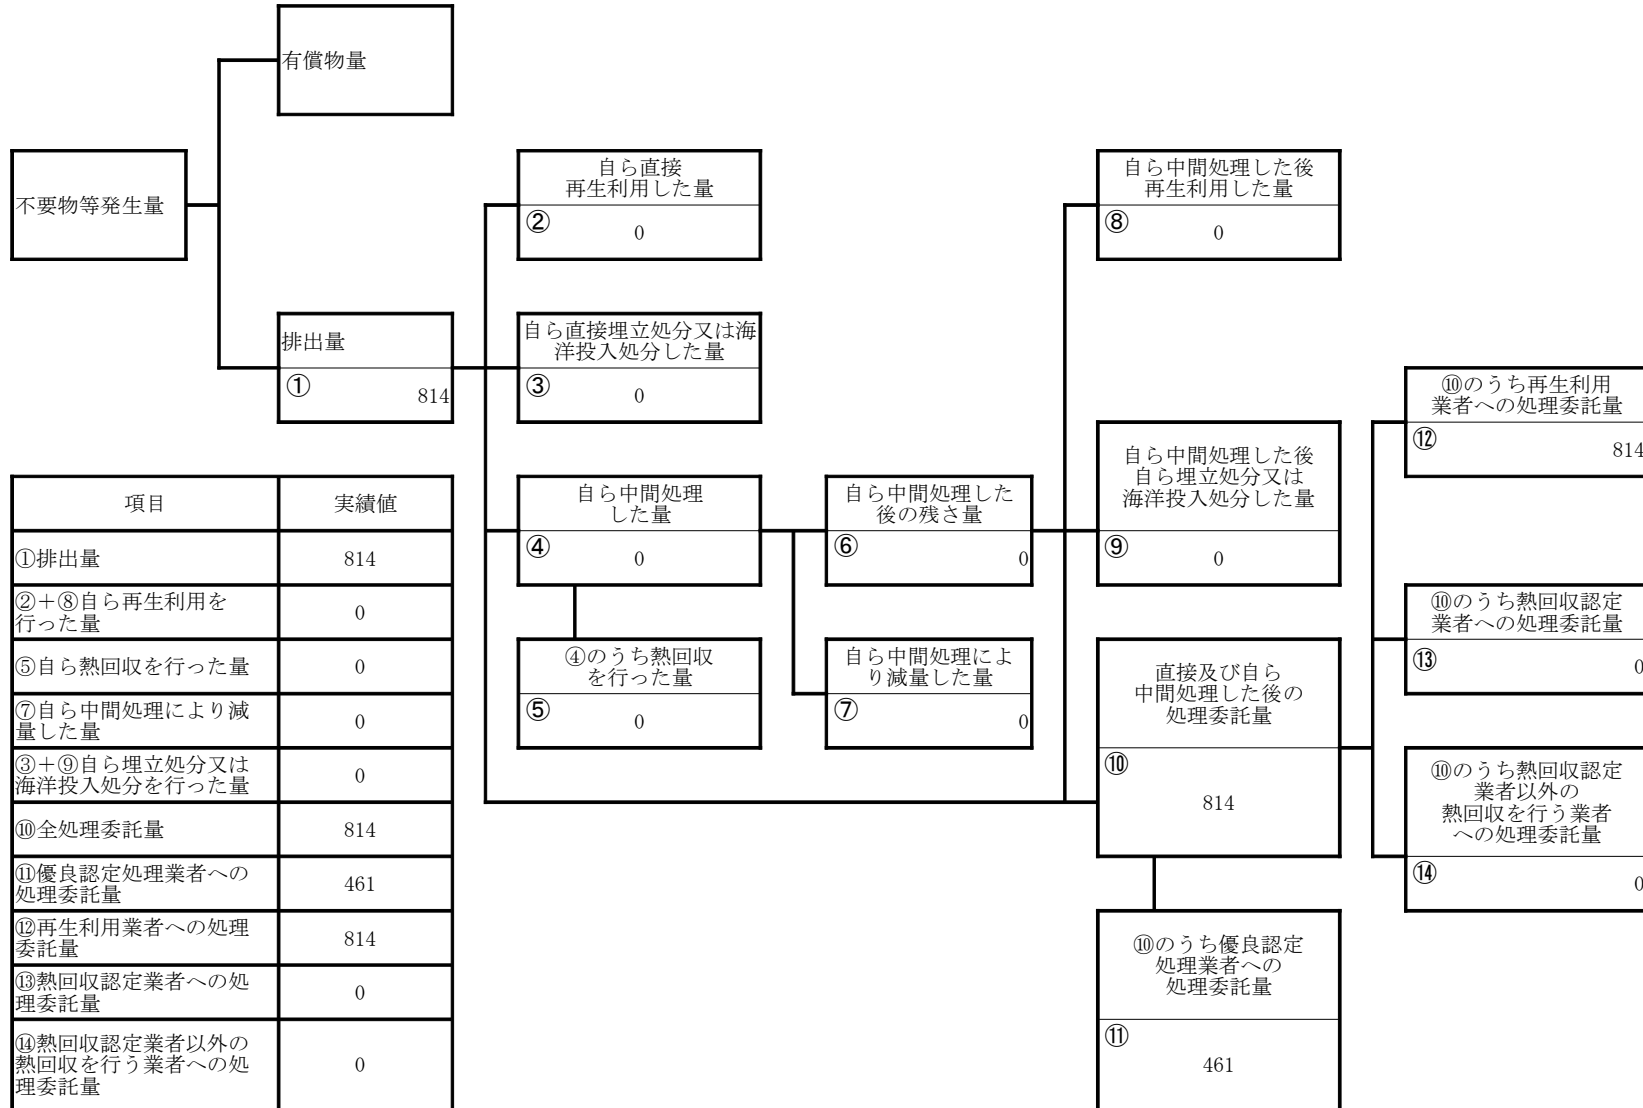 有償物量
不要物等発生量
自ら直接
再生利用した量
②
0
自ら中間処理した後
再生利用した量
⑧
0
排出量
①
814
自ら直接埋立処分又は海
洋投入処分した量
③
0
⑩のうち再生利用
業者への処理委託量
⑫
814
自ら中間処理
した量
④
0
自ら中間処理した
後の残さ量
⑥
0
自ら中間処理した後
自ら埋立処分又は
海洋投入処分した量
⑨
0
④のうち熱回収
を行った量
⑤
0
自ら中間処理によ
り減量した量
⑦
0
直接及び自ら
中間処理した後の
処理委託量
⑩
814
⑩のうち熱回収認定
業者への処理委託量
⑬
0
⑩のうち熱回収認定
業者以外の
熱回収を行う業者
への処理委託量
⑭
0
⑩のうち優良認定
処理業者への
処理委託量
⑪
461
項目 実績値
①排出量 814
②＋⑧自ら再生利用を
行った量 0
⑤自ら熱回収を行った量 0
⑦自ら中間処理により減
量した量 0
③＋⑨自ら埋立処分又は
海洋投入処分を行った量 0
⑩全処理委託量 814
⑪優良認定処理業者への
処理委託量 461
⑫再生利用業者への処理
委託量 814
⑬熱回収認定業者への処
理委託量 0
⑭熱回収認定業者以外の
熱回収を行う業者への処
理委託量 0